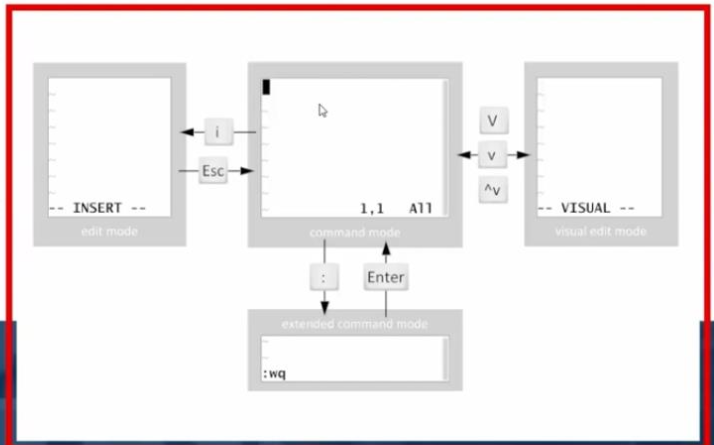 i
Esc
-- INSERT --
edit mode
1,1 All
command mode
V
v
^v
-- VISUAL --
visual edit mode
:
Enter
extended command mode
:wq